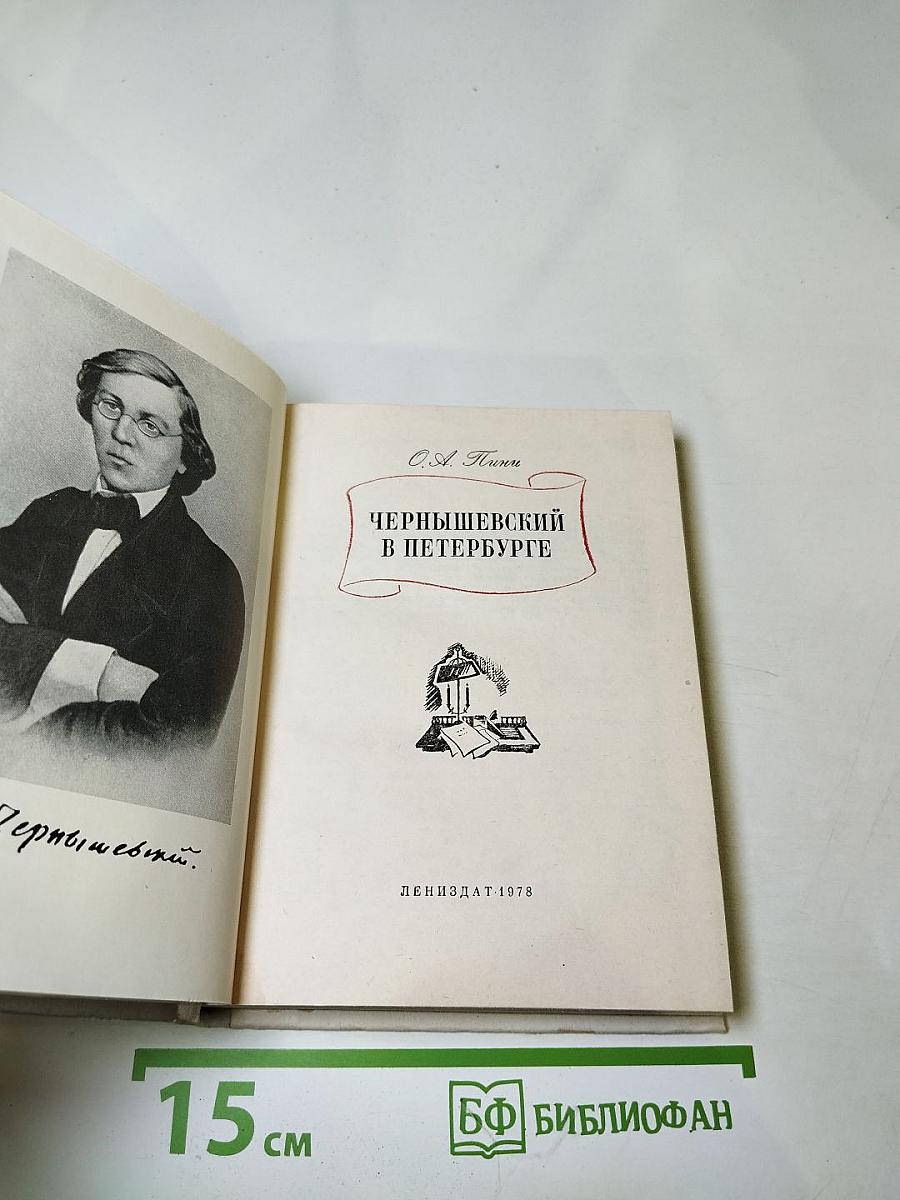 О. А. Пини
ЧЕРНЫШЕВСКИЙ
В ПЕТЕРБУРГЕ
Чернышевский.
ЛЕНИЗДАТ·1978
15 см
БФ БИБЛИОФАН